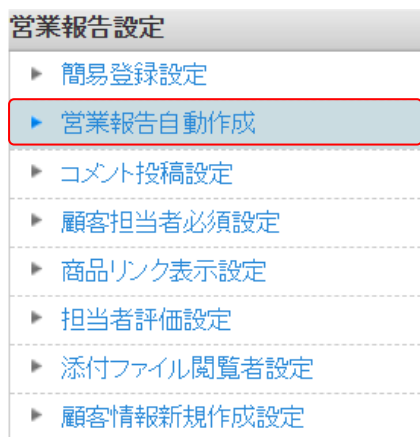 営業報告設定
簡易登録設定
営業報告自動作成
コメント投稿設定
顧客担当者必須設定
商品リンク表示設定
担当者評価設定
添付ファイル閲覧者設定
顧客情報新規作成設定